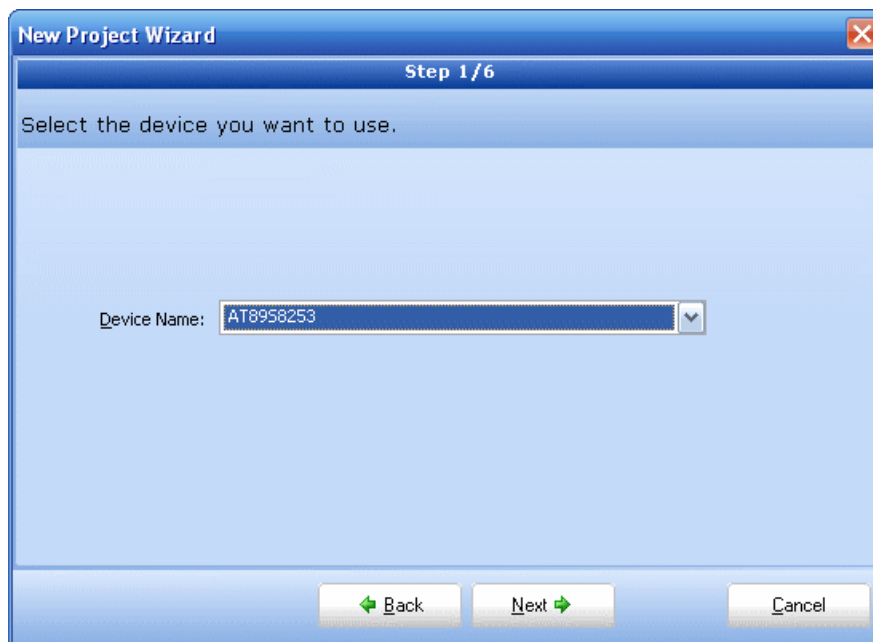 New Project Wizard
Step 1/6
Select the device you want to use.
Device Name: AT89S8253
Back Next Cancel